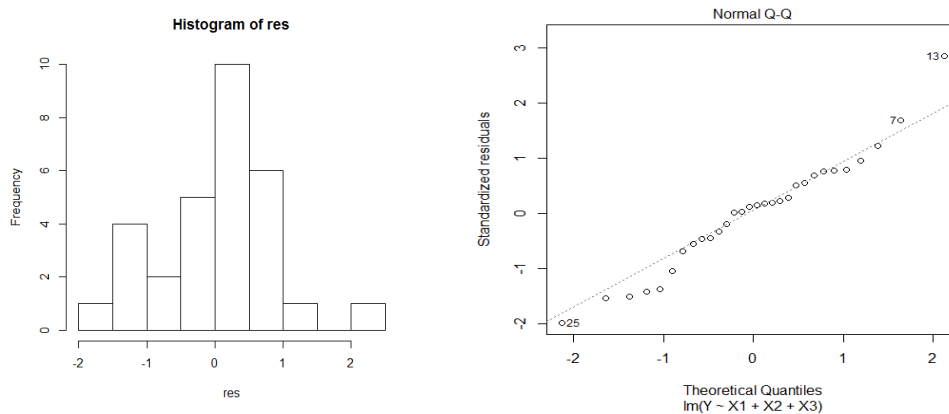 Histogram of res
Frequency
10
8
6
4
2
0
-2 -1 0 1 2
res
Normal Q-Q
Standardized residuals
3
2
1
0
-1
-2
13
7
25
-2 -1 0 1 2
Theoretical Quantiles
lm(Y ~ X1 + X2 + X3)